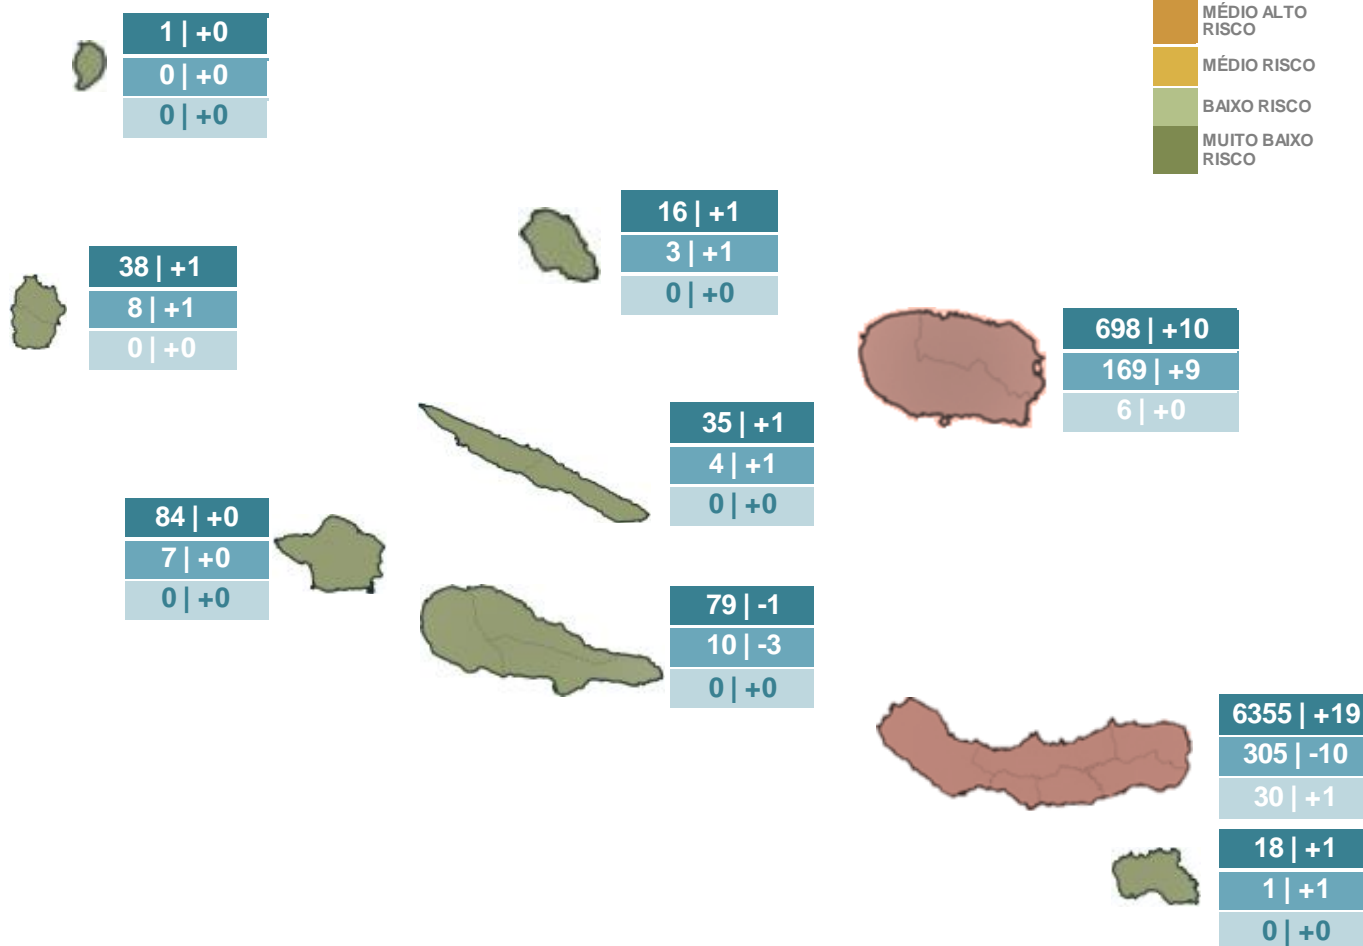 MÉDIO ALTO
RISCO
MÉDIO RISCO
BAIXO RISCO
MUITO BAIXO
RISCO
1 | +0
0 | +0
0 | +0
16 | +1
3 | +1
0 | +0
38 | +1
8 | +1
0 | +0
698 | +10
169 | +9
6 | +0
35 | +1
4 | +1
0 | +0
84 | +0
7 | +0
0 | +0
79 | -1
10 | -3
0 | +0
6355 | +19
305 | -10
30 | +1
18 | +1
1 | +1
0 | +0